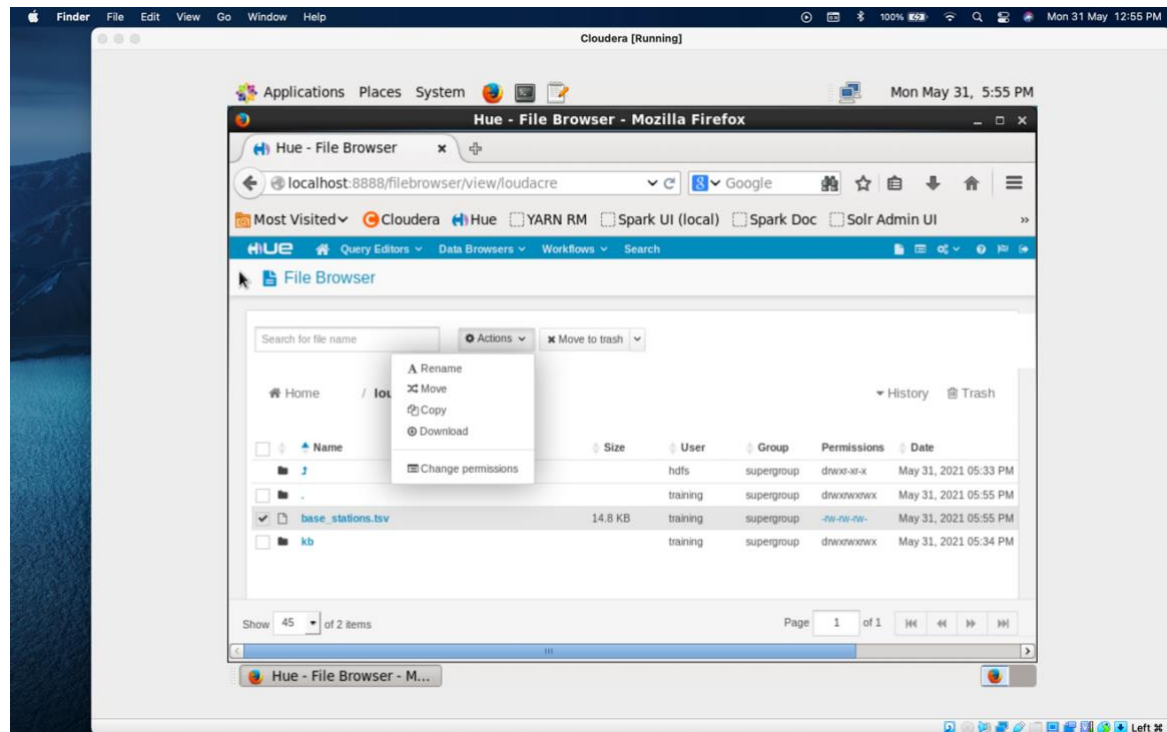 Finder File Edit View Go Window Help 100% Mon 31 May 12:55 PM
Cloudera [Running]
Applications Places System Mon May 31, 5:55 PM
Hue - File Browser - Mozilla Firefox
Hue - File Browser
localhost:8888/filebrowser/view/loudacre Google
Most Visited Cloudera Hue YARN RM Spark UI (local) Spark Doc Solr Admin UI »
HUE Query Editors Data Browsers Workflows Search
File Browser
Search for file name Actions Move to trash
Rename
Home / lou Move History Trash
Copy
Download
Name Size User Group Permissions Date
Change permissions
hdfs supergroup drwxr-xr-x May 31, 2021 05:33 PM
. training supergroup drwxrwxrwx May 31, 2021 05:55 PM
base_stations.tsv 14.8 KB training supergroup -rw-rw-rw- May 31, 2021 05:55 PM
kb training supergroup drwxrwxrwx May 31, 2021 05:34 PM
Show 45 of 2 items Page 1 of 1
Hue - File Browser - M...
Left ⌘